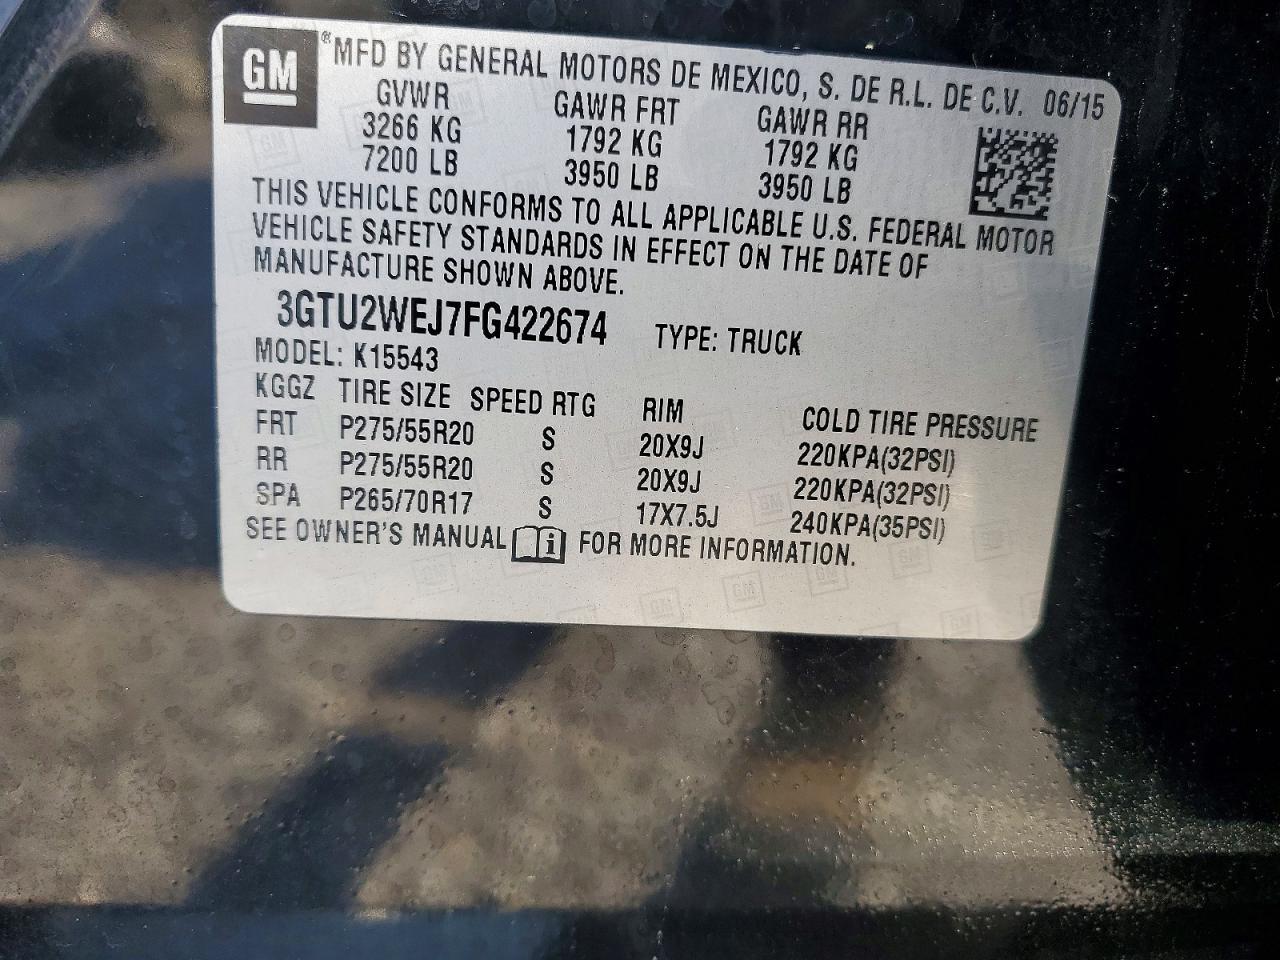 GM ® MFD BY GENERAL MOTORS DE MEXICO, S. DE R.L. DE C.V. 06/15
GVWR GAWR FRT GAWR RR
3266 KG 1792 KG 1792 KG
7200 LB 3950 LB 3950 LB
THIS VEHICLE CONFORMS TO ALL APPLICABLE U.S. FEDERAL MOTOR
VEHICLE SAFETY STANDARDS IN EFFECT ON THE DATE OF
MANUFACTURE SHOWN ABOVE.
3GTU2WEJ7FG422674 TYPE: TRUCK
MODEL: K15543
KGGZ TIRE SIZE SPEED RTG RIM COLD TIRE PRESSURE
FRT P275/55R20 S 20X9J 220KPA(32PSI)
RR P275/55R20 S 20X9J 220KPA(32PSI)
SPA P265/70R17 S 17X7.5J 240KPA(35PSI)
SEE OWNER'S MANUAL i FOR MORE INFORMATION.